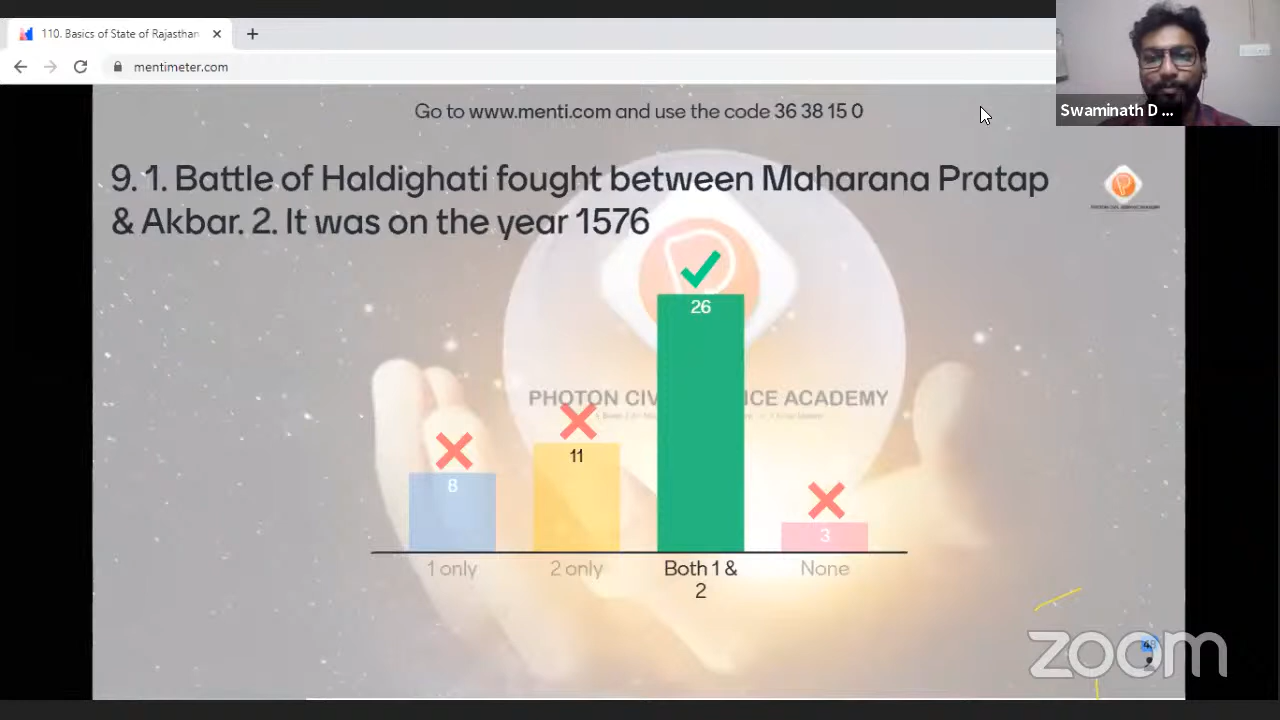 110. Basics of State of Rajasthan
mentimeter.com
Swaminath D ...
Go to www.menti.com and use the code 36 38 15 0
9. 1. Battle of Haldighati fought between Maharana Pratap
& Akbar. 2. It was on the year 1576
26
PHOTON CIV ICE ACADEMY
11
8
3
1 only
2 only
Both 1 &
2
None
zoom